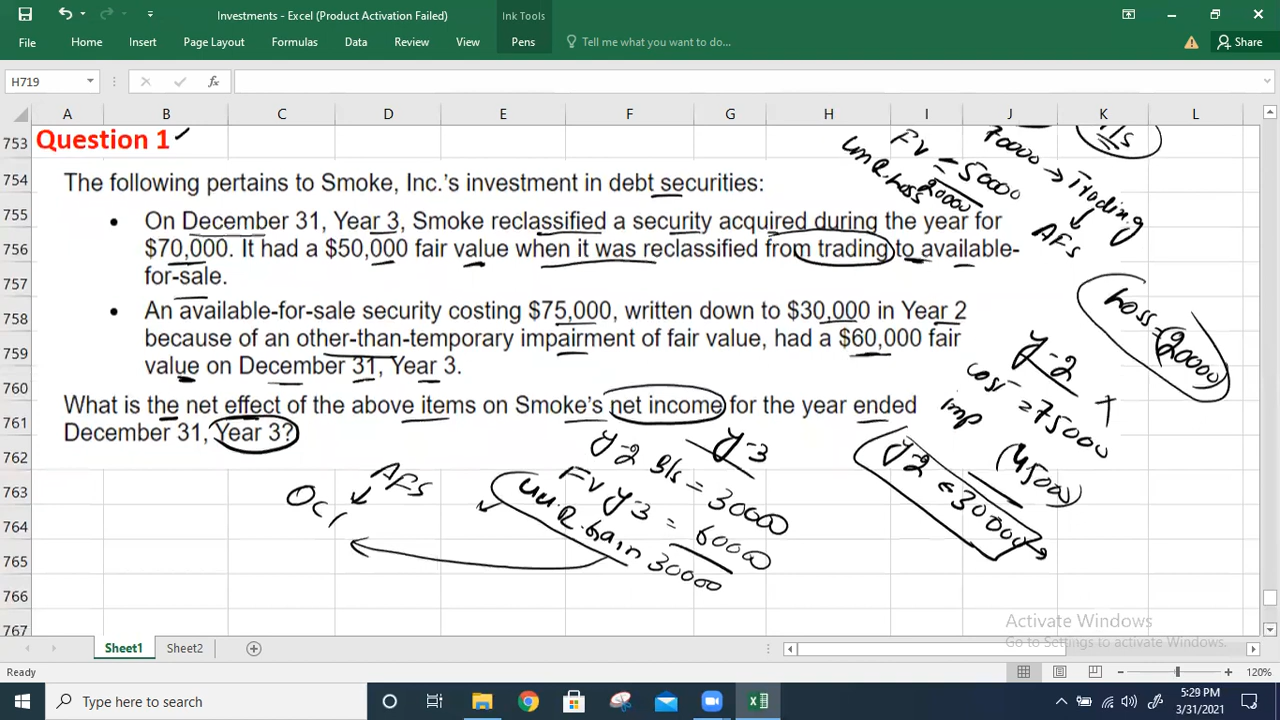 Investments - Excel (Product Activation Failed)
Ink Tools
File Home Insert Page Layout Formulas Data Review View Pens Tell me what you want to do... Share
H719
fx
A B C D E F G H I J K L
753 754 755 756 757 758 759 760 761 762 763 764 765 766 767
Question 1
The following pertains to Smoke, Inc.'s investment in debt securities:
• On December 31, Year 3, Smoke reclassified a security acquired during the year for
$70,000. It had a $50,000 fair value when it was reclassified from trading to available-
for-sale.
• An available-for-sale security costing $75,000, written down to $30,000 in Year 2
because of an other-than-temporary impairment of fair value, had a $60,000 fair
value on December 31, Year 3.
What is the net effect of the above items on Smoke's net income for the year ended
December 31, Year 3?
70000 → Trading
AFS
FV = 50000
unR. Loss 20000
Loss = (20000)
Y-2
cost = 75000
imp (45000)
Y-2 = 30000
Y-3
Y-2 B/s = 30000
FV Y-3 = 60000
un.R. Gain 30000
AFS
OCI
Activate Windows
Go to Settings to activate Windows.
Sheet1 Sheet2
Ready
120%
Type here to search
5:29 PM
3/31/2021